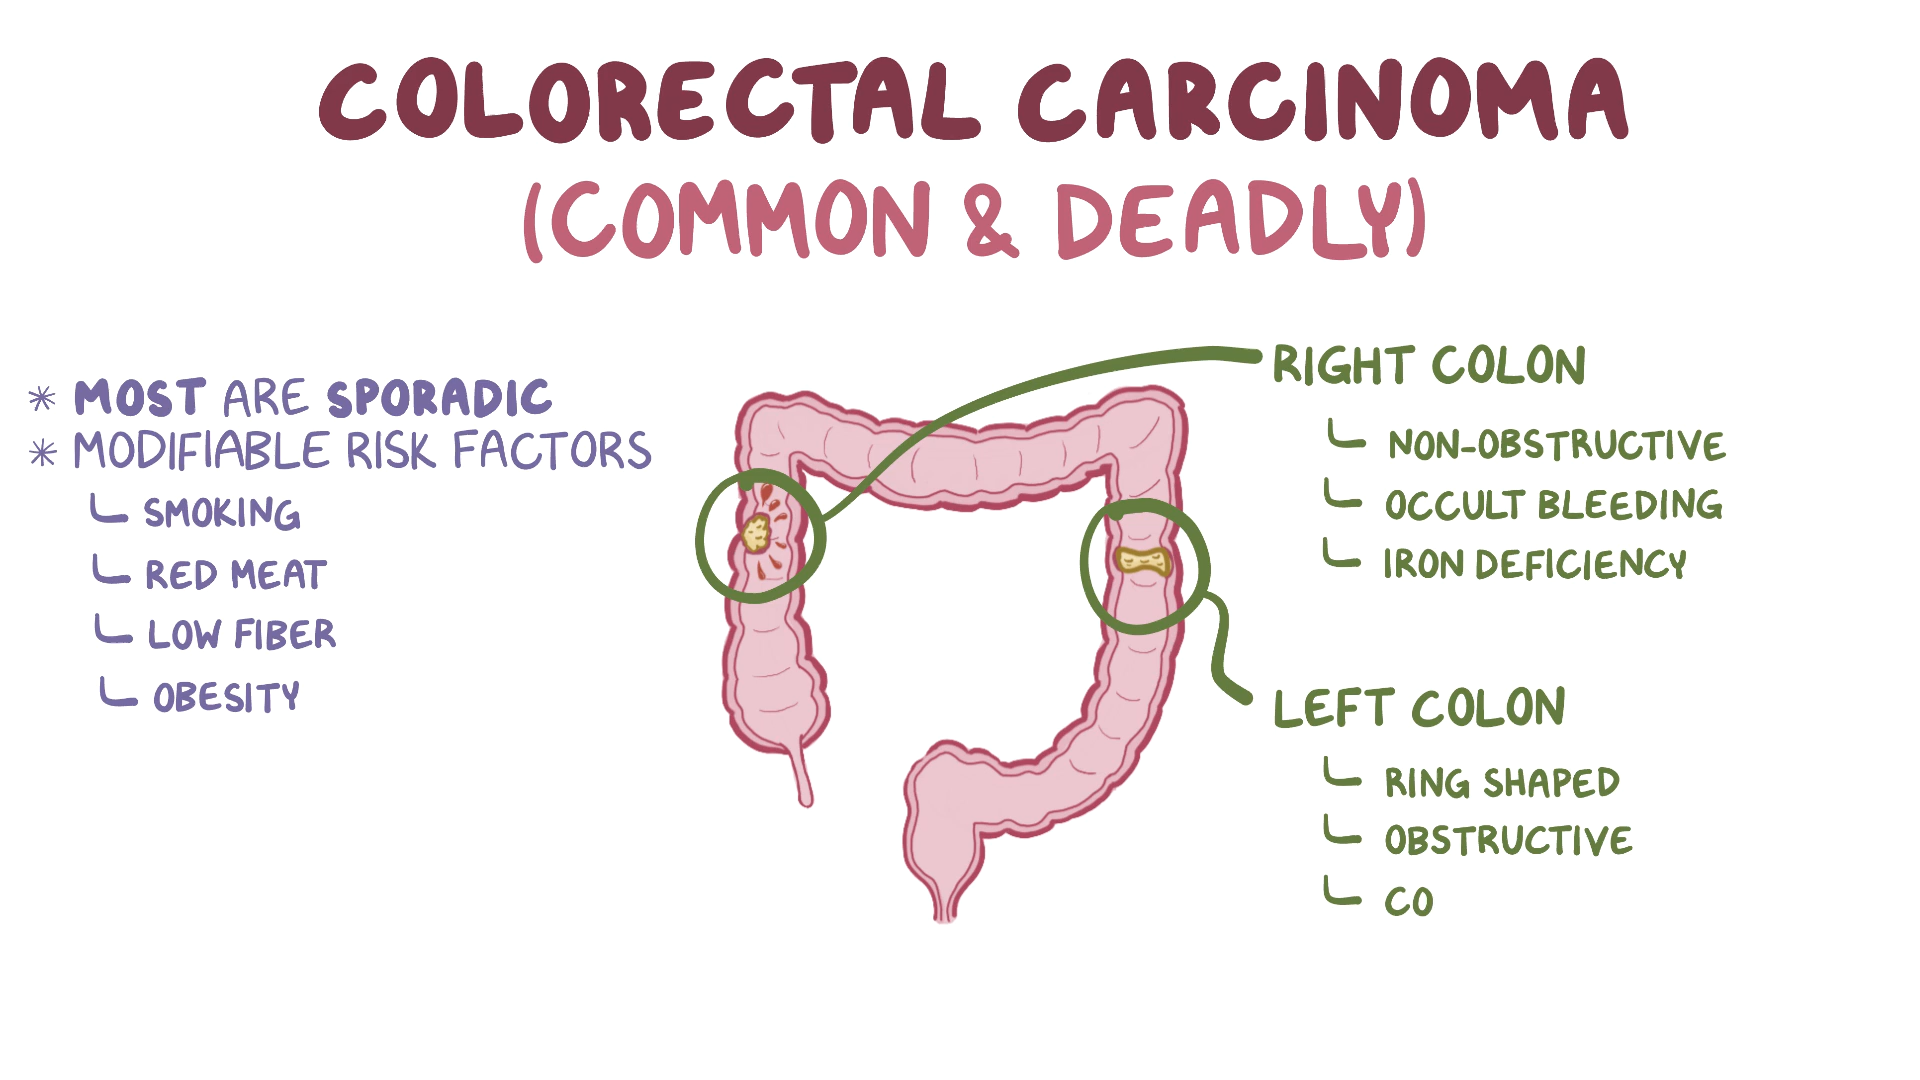 COLORECTAL CARCINOMA
(COMMON & DEADLY)
* MOST ARE SPORADIC
* MODIFIABLE RISK FACTORS
SMOKING
RED MEAT
LOW FIBER
OBESITY
RIGHT COLON
NON-OBSTRUCTIVE
OCCULT BLEEDING
IRON DEFICIENCY
LEFT COLON
RING SHAPED
OBSTRUCTIVE
CO